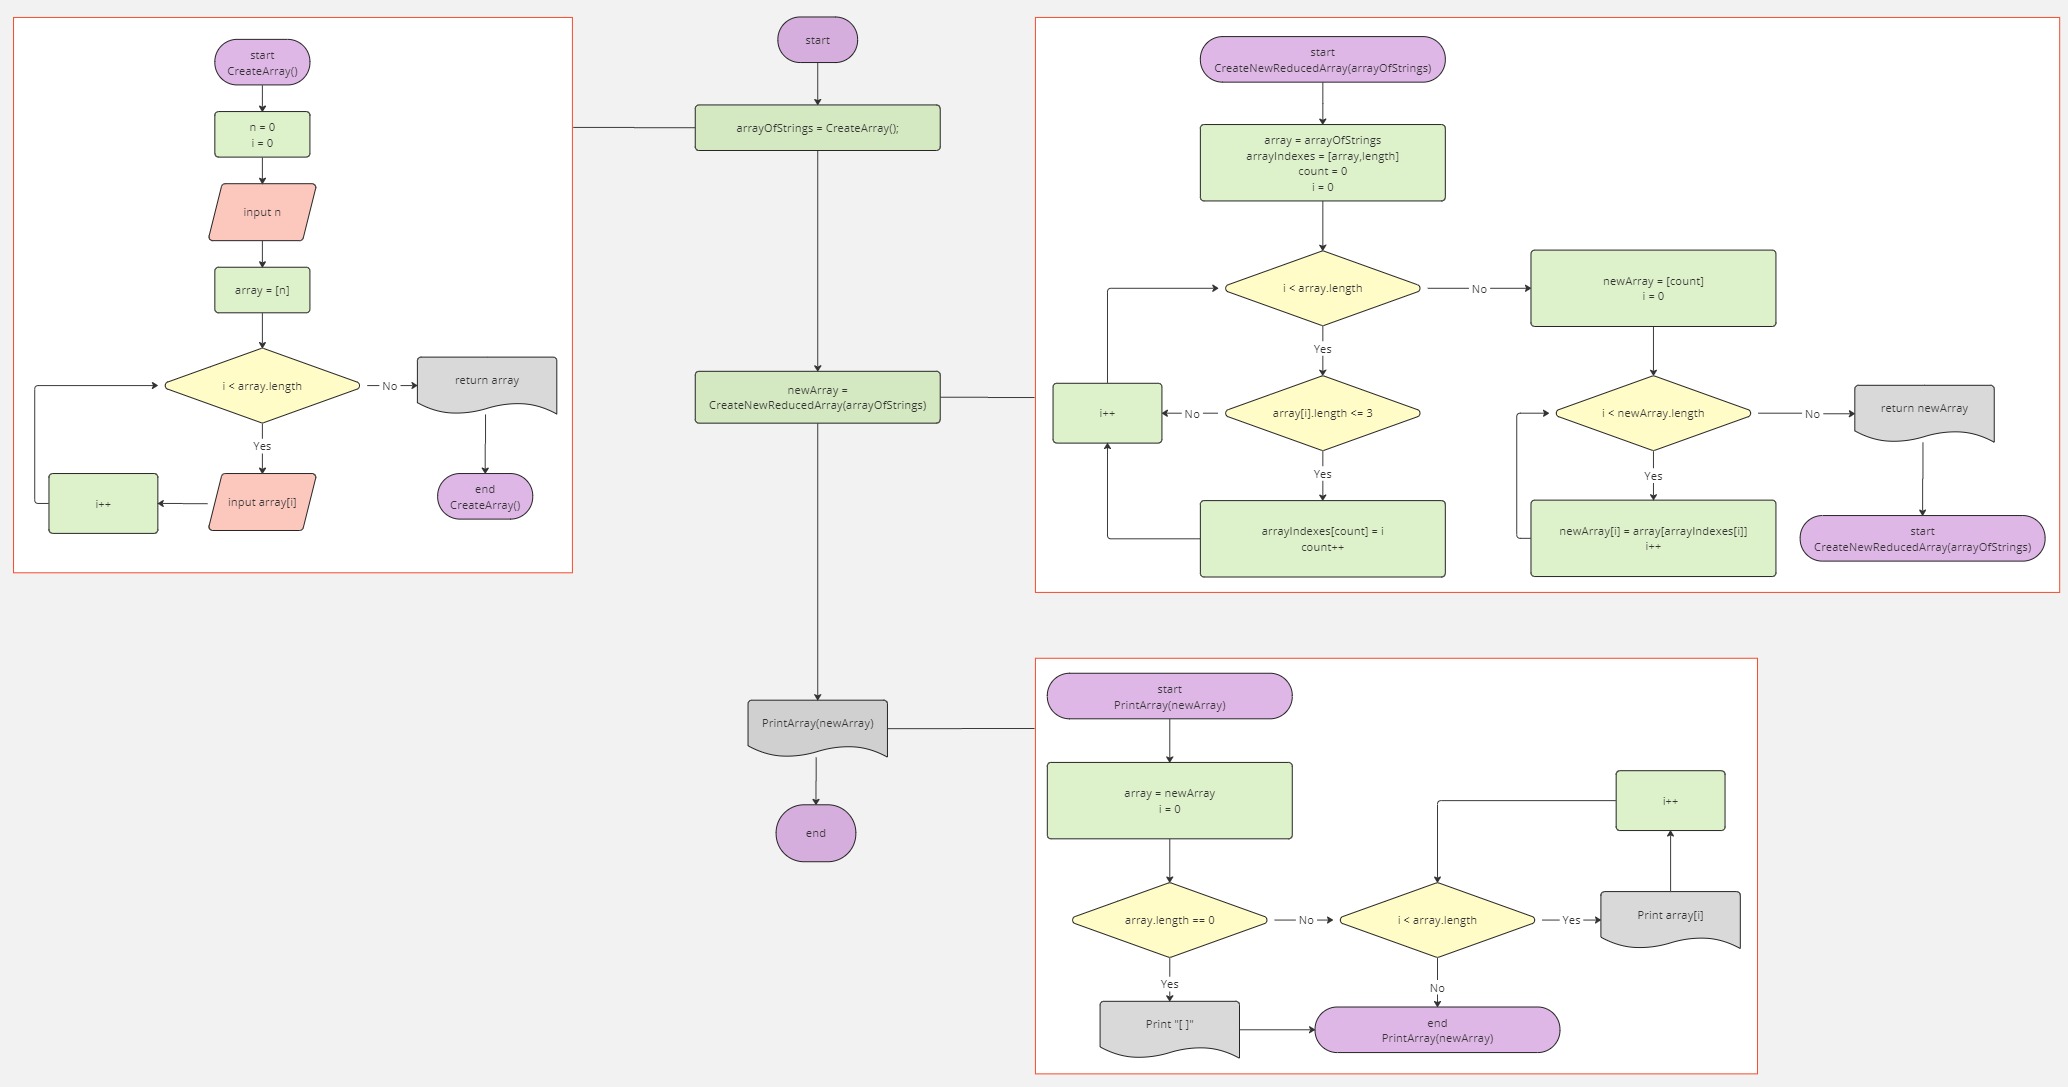 start
CreateArray()
n = 0
i = 0
input n
array = [n]
i < array.length
No
return array
Yes
i++
input array[i]
end
CreateArray()
start
arrayOfStrings = CreateArray();
newArray =
CreateNewReducedArray(arrayOfStrings)
PrintArray(newArray)
end
start
CreateNewReducedArray(arrayOfStrings)
array = arrayOfStrings
arrayIndexes = [array,length]
count = 0
i = 0
i < array.length
No
newArray = [count]
i = 0
Yes
i++
No
array[i].length <= 3
i < newArray.length
No
return newArray
Yes
Yes
arrayIndexes[count] = i
count++
newArray[i] = array[arrayIndexes[i]]
i++
start
CreateNewReducedArray(arrayOfStrings)
start
PrintArray(newArray)
array = newArray
i = 0
i++
array.length == 0
No
i < array.length
Yes
Print array[i]
Yes
No
Print "[ ]"
end
PrintArray(newArray)